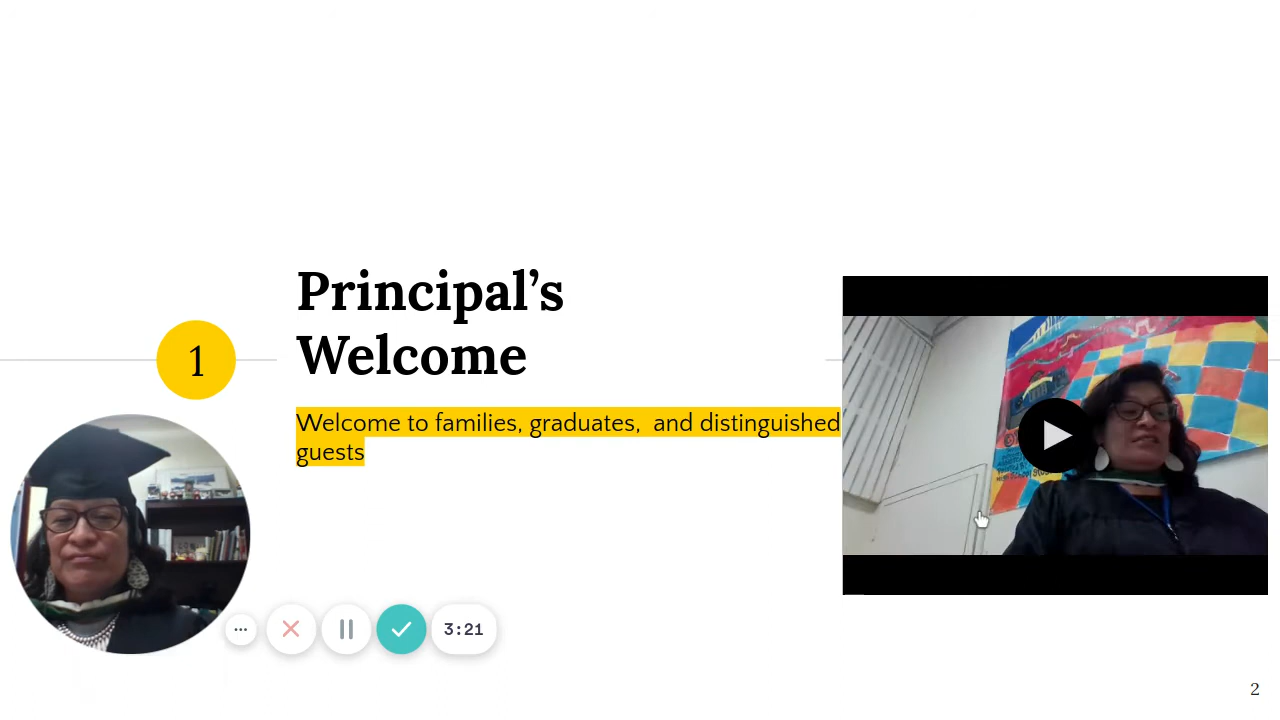 Principal’s
Welcome
1
Welcome to families, graduates,  and distinguished
guests
3:21
2